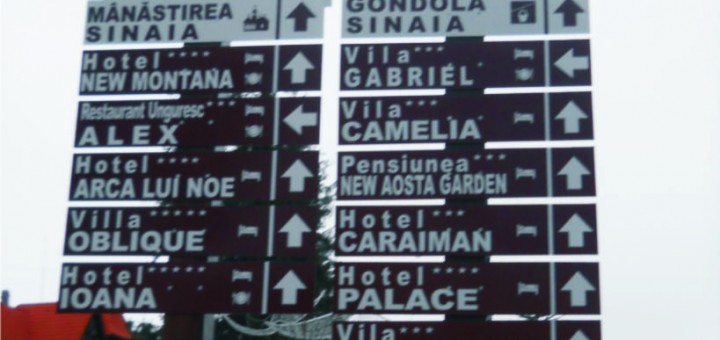 MÂNĂSTIREA
SINAIA
Hotel ****
NEW MONTANA
Restaurant Unguresc ***
ALEX
Hotel ****
ARCA LUI NOE
Villa *****
OBLIQUE
Hotel *****
IOANA
GONDOLA
SINAIA
Vila ***
GABRIEL
Vila ***
CAMELIA
Pensiunea ***
NEW AOSTA GARDEN
Hotel ***
CARAIMAN
Hotel ****
PALACE
Vila ***